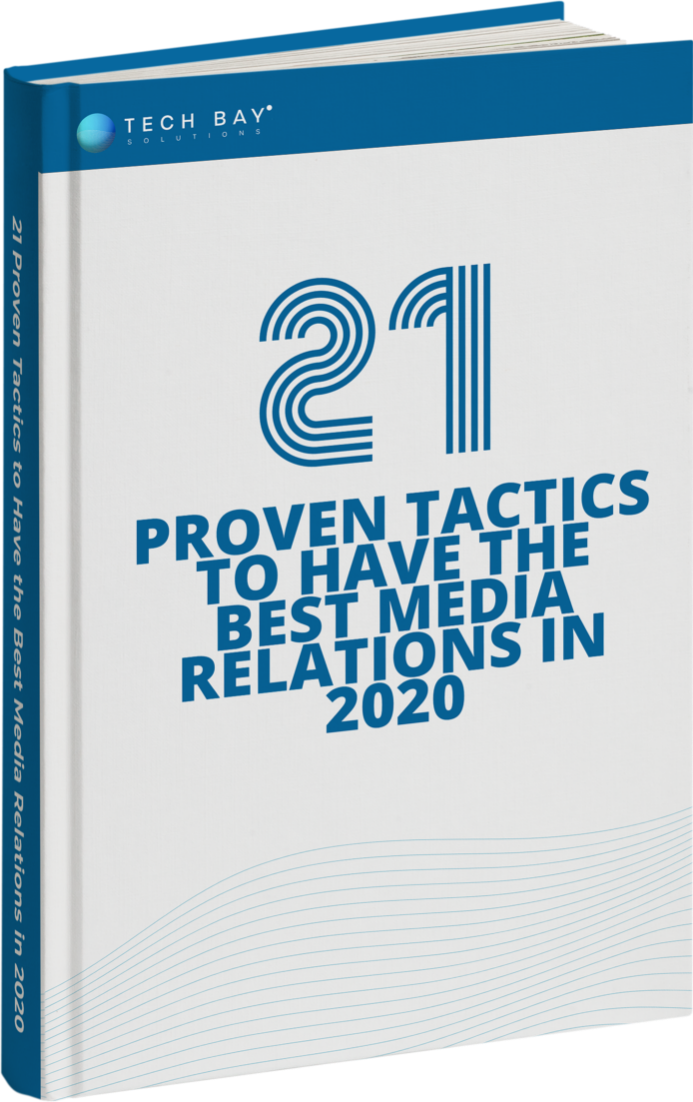 TECH BAY
SOLUTIONS
21
PROVEN TACTICS
TO HAVE THE
BEST MEDIA
RELATIONS IN
2020
21 Proven Tactics to Have the Best Media Relations in 2020